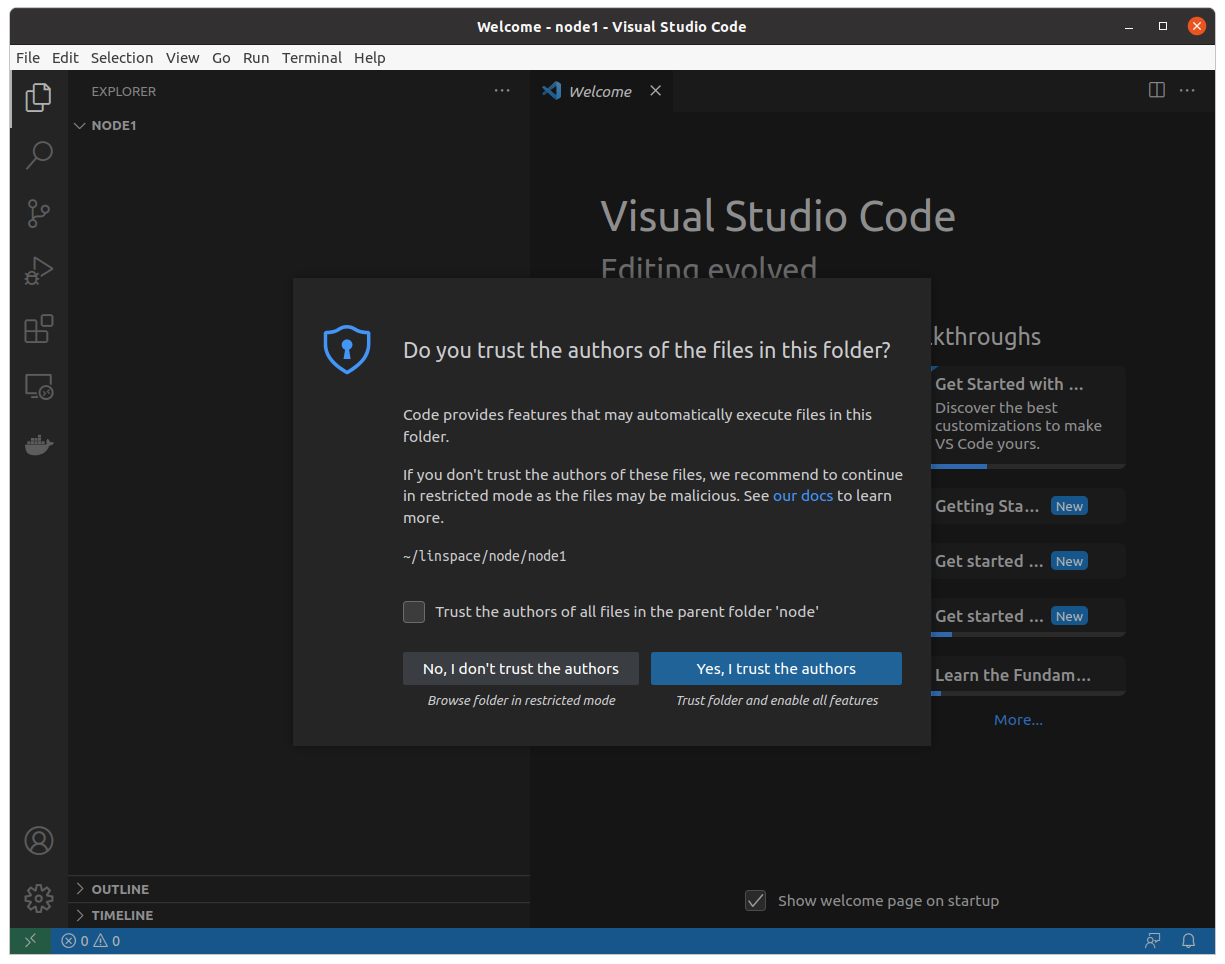 Welcome - node1 - Visual Studio Code
File Edit Selection View Go Run Terminal Help
EXPLORER
Welcome
NODE1
Visual Studio Code
Editing evolved
kthroughs
Do you trust the authors of the files in this folder?
Code provides features that may automatically execute files in this
folder.
If you don't trust the authors of these files, we recommend to continue
in restricted mode as the files may be malicious. See our docs to learn
more.
~/linspace/node/node1
Trust the authors of all files in the parent folder 'node'
No, I don't trust the authors
Yes, I trust the authors
Browse folder in restricted mode
Trust folder and enable all features
Get Started with ...
Discover the best
customizations to make
VS Code yours.
Getting Sta... New
Get started ... New
Get started ... New
Learn the Fundam...
More...
Show welcome page on startup
OUTLINE
TIMELINE
0 0